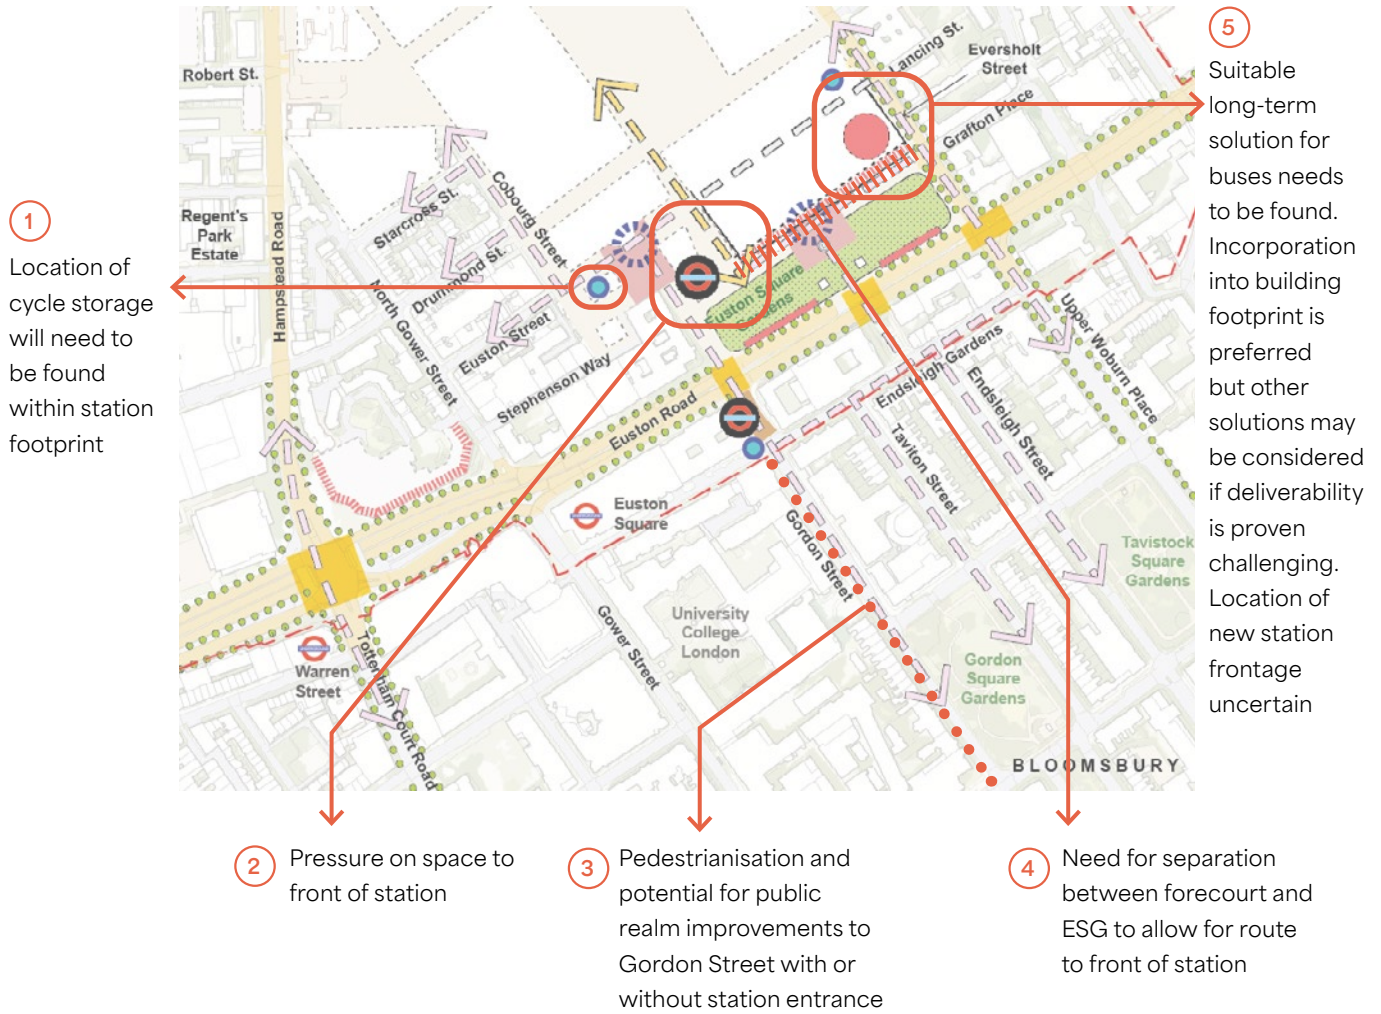 Robert St.
Regent's
Park
Estate
Hampstead Road
Starcross St.
Cobourg Street
Drummond St.
North Gower Street
Euston Street
Stephenson Way
Euston Road
Euston Square
Gardens
Lancing St.
Eversholt
Street
Grafton Place
Endsleigh Gardens
Upper Woburn Place
Endsleigh Street
Taviton Street
Gordon Street
Euston
Square
Gower Street
University
College
London
Tavistock
Square
Gardens
Gordon
Square
Gardens
Warren
Street
Tottenham Court Road
BLOOMSBURY
1
Location of
cycle storage
will need to
be found
within station
footprint
2
Pressure on space to
front of station
3
Pedestrianisation and
potential for public
realm improvements to
Gordon Street with or
without station entrance
4
Need for separation
between forecourt and
ESG to allow for route
to front of station
5
Suitable
long-term
solution for
buses needs
to be found.
Incorporation
into building
footprint is
preferred
but other
solutions may
be considered
if deliverability
is proven
challenging.
Location of
new station
frontage
uncertain